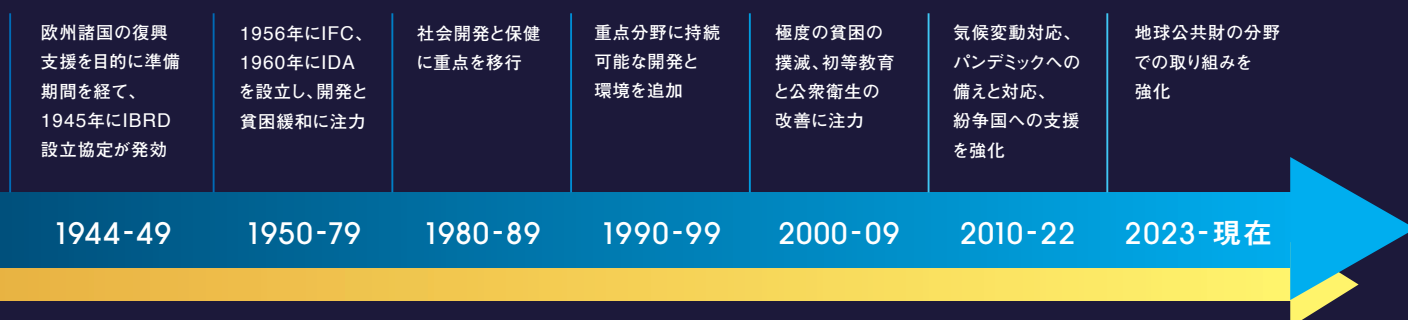 欧州諸国の復興
支援を目的に準備
期間を経て、
1945年にIBRD
設立協定が発効
1956年にIFC、
1960年にIDA
を設立し、開発と
貧困緩和に注力
社会開発と保健
に重点を移行
重点分野に持続
可能な開発と
環境を追加
極度の貧困の
撲滅、初等教育
と公衆衛生の
改善に注力
気候変動対応、
パンデミックへの
備えと対応、
紛争国への支援
を強化
地球公共財の分野
での取り組みを
強化
1944-49
1950-79
1980-89
1990-99
2000-09
2010-22
2023-現在